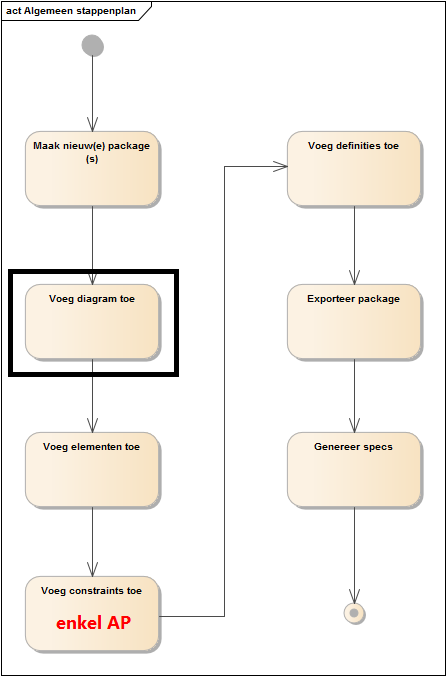 act Algemeen stappenplan
Maak nieuw(e) package
(s)
Voeg diagram toe
Voeg elementen toe
Voeg constraints toe
enkel AP
Voeg definities toe
Exporteer package
Genereer specs